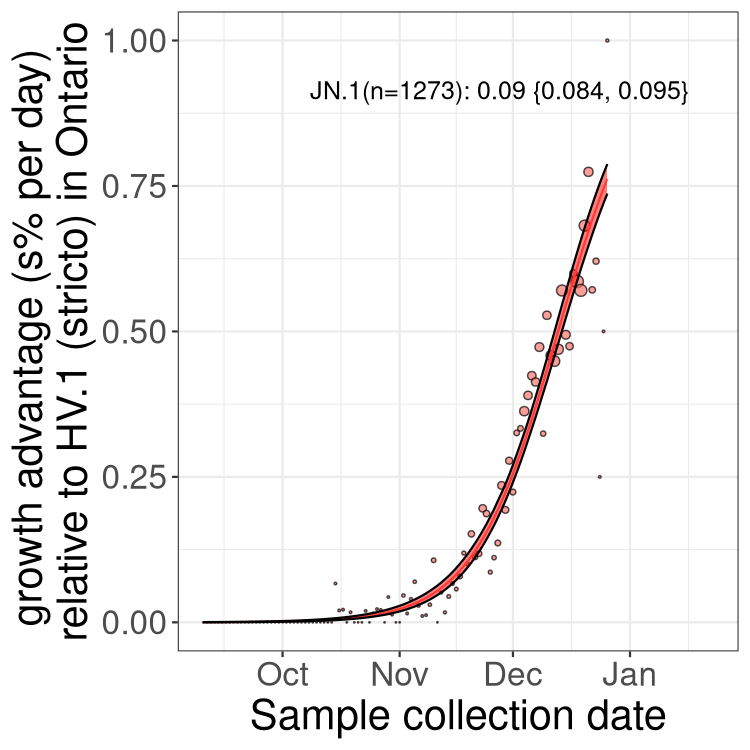 growth advantage (s% per day)
relative to HV.1 (stricto) in Ontario
1.00
0.75
0.50
0.25
0.00
JN.1(n=1273): 0.09 {0.084, 0.095}
Oct Nov Dec Jan
Sample collection date